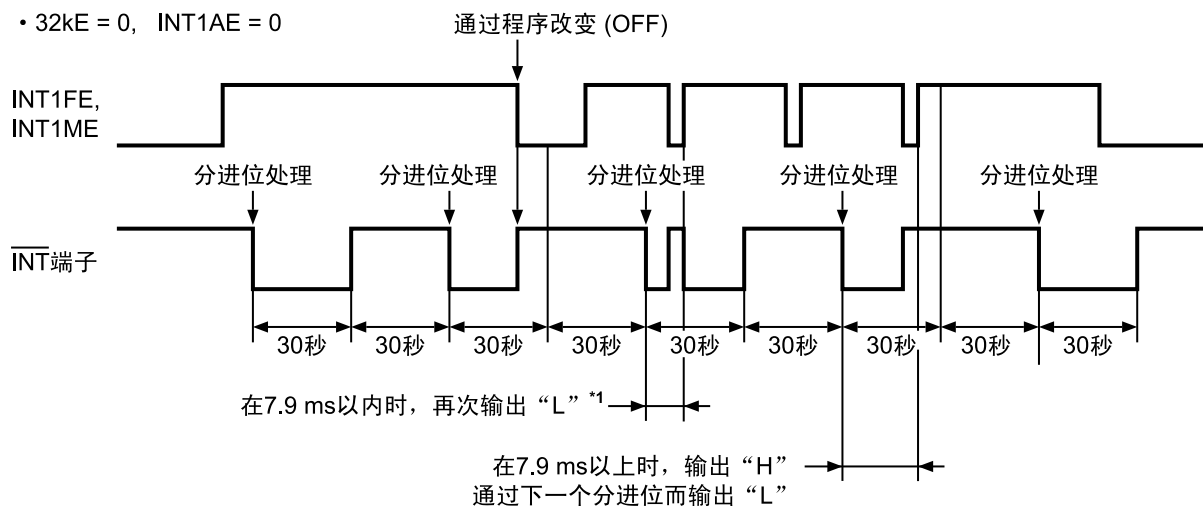 • 32kE = 0, INT1AE = 0
通过程序改变 (OFF)
INT1FE,
INT1ME
分进位处理 分进位处理 分进位处理 分进位处理 分进位处理
INT端子
30秒 30秒 30秒 30秒 30秒 30秒 30秒 30秒 30秒
在7.9 ms以内时，再次输出“L” *1
在7.9 ms以上时，输出“H”
通过下一个分进位而输出“L”